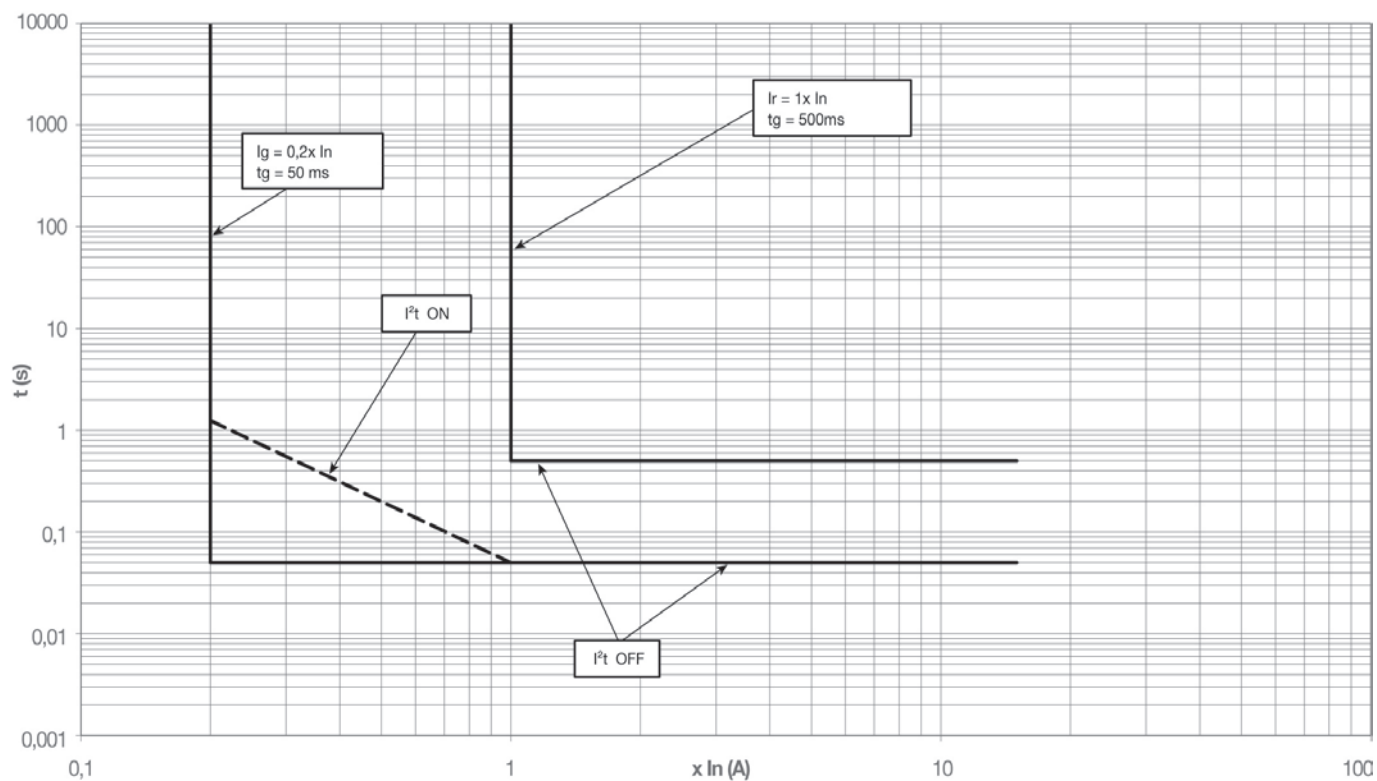 10000
1000
100
10
1
0,1
0,01
0,001
t (s)
Ig = 0,2x In
tg = 50 ms
Ir = 1x In
tg = 500ms
I²t ON
I²t OFF
0,1
1
x In (A)
10
100